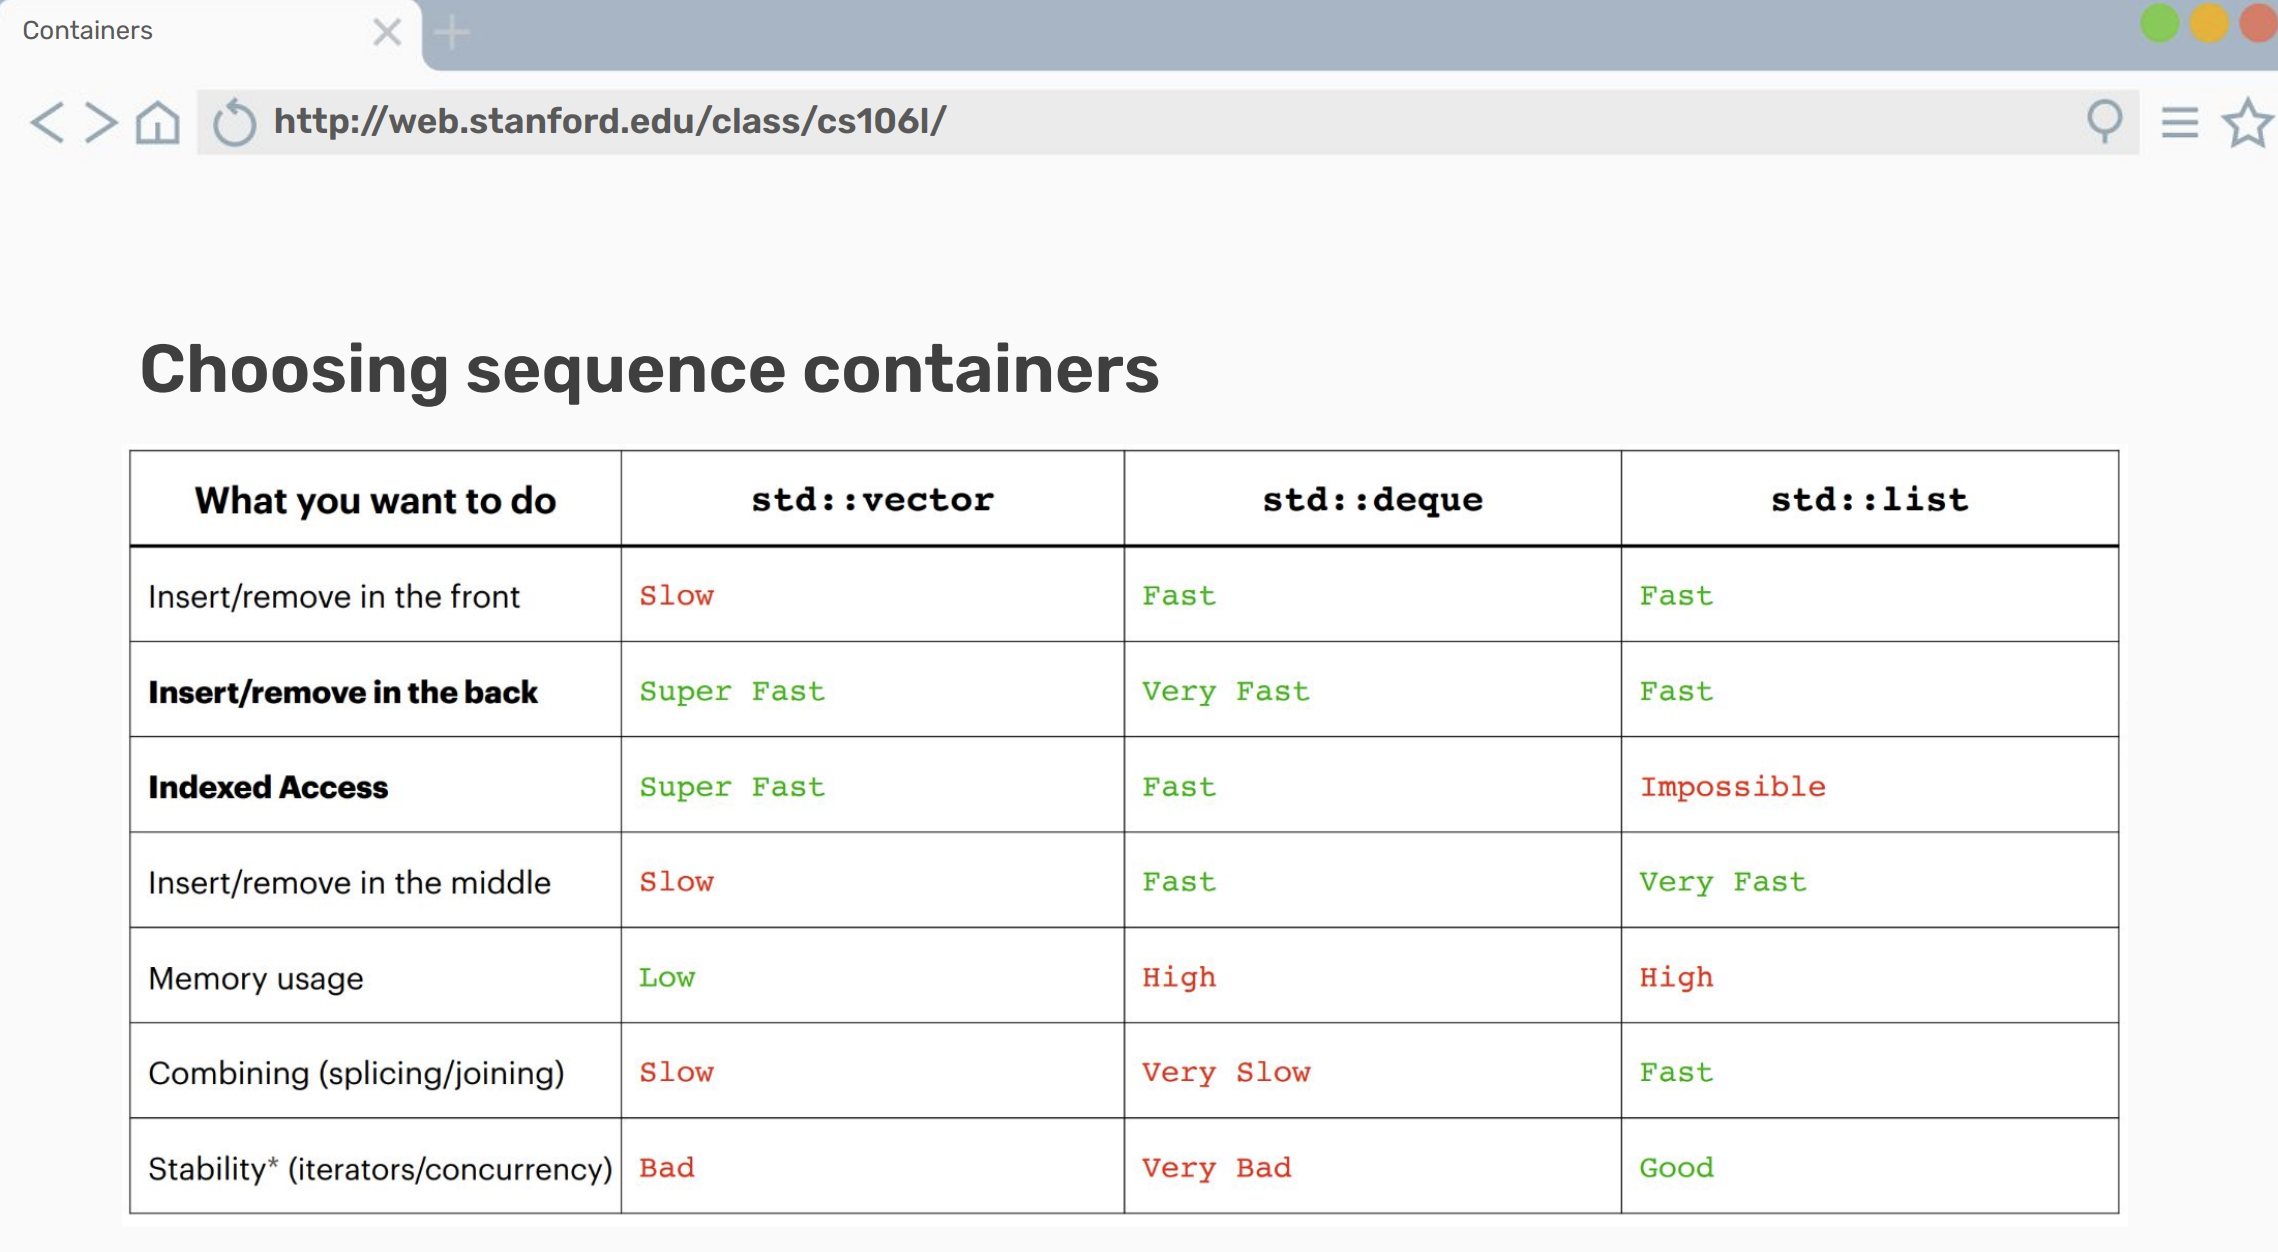 Containers
http://web.stanford.edu/class/cs106l/
Choosing sequence containers
What you want to do std::vector std::deque std::list
Insert/remove in the front Slow Fast Fast
Insert/remove in the back Super Fast Very Fast Fast
Indexed Access Super Fast Fast Impossible
Insert/remove in the middle Slow Fast Very Fast
Memory usage Low High High
Combining (splicing/joining) Slow Very Slow Fast
Stability* (iterators/concurrency) Bad Very Bad Good